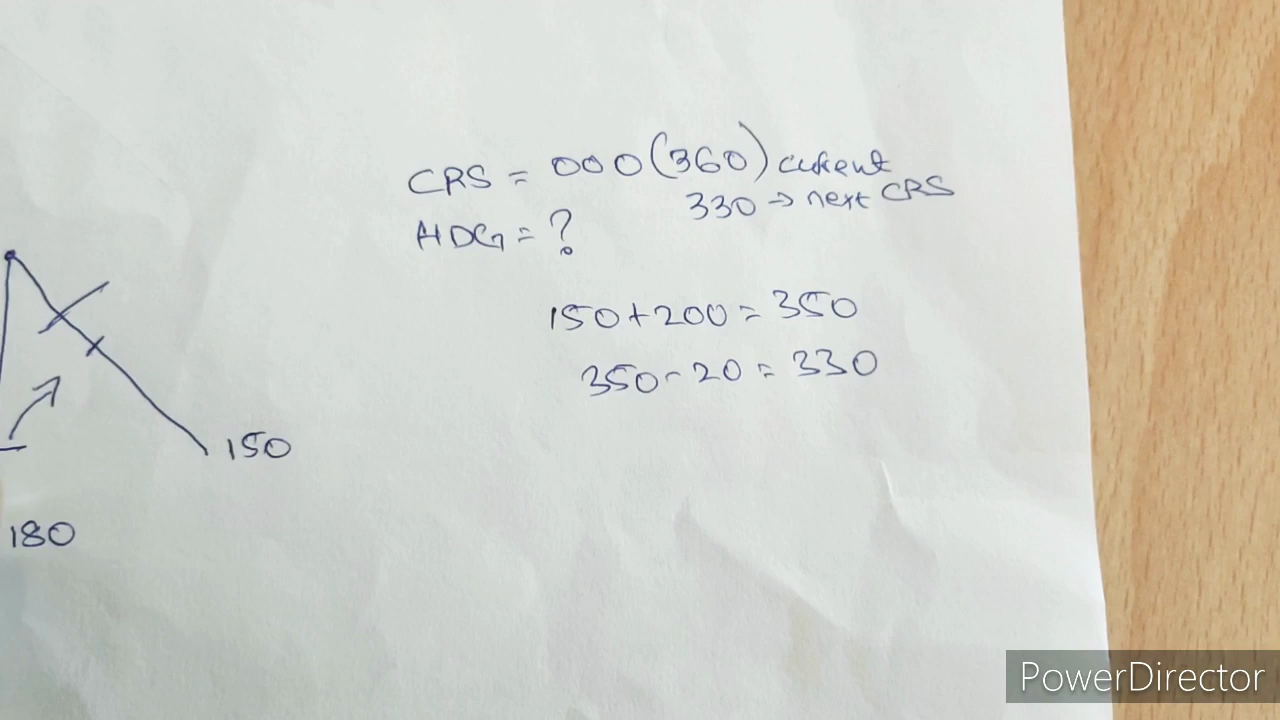 CRS = 000 (360) current
330 → next CRS
HDG = ?
150 + 200 = 350
350 - 20 = 330
150
180
PowerDirector